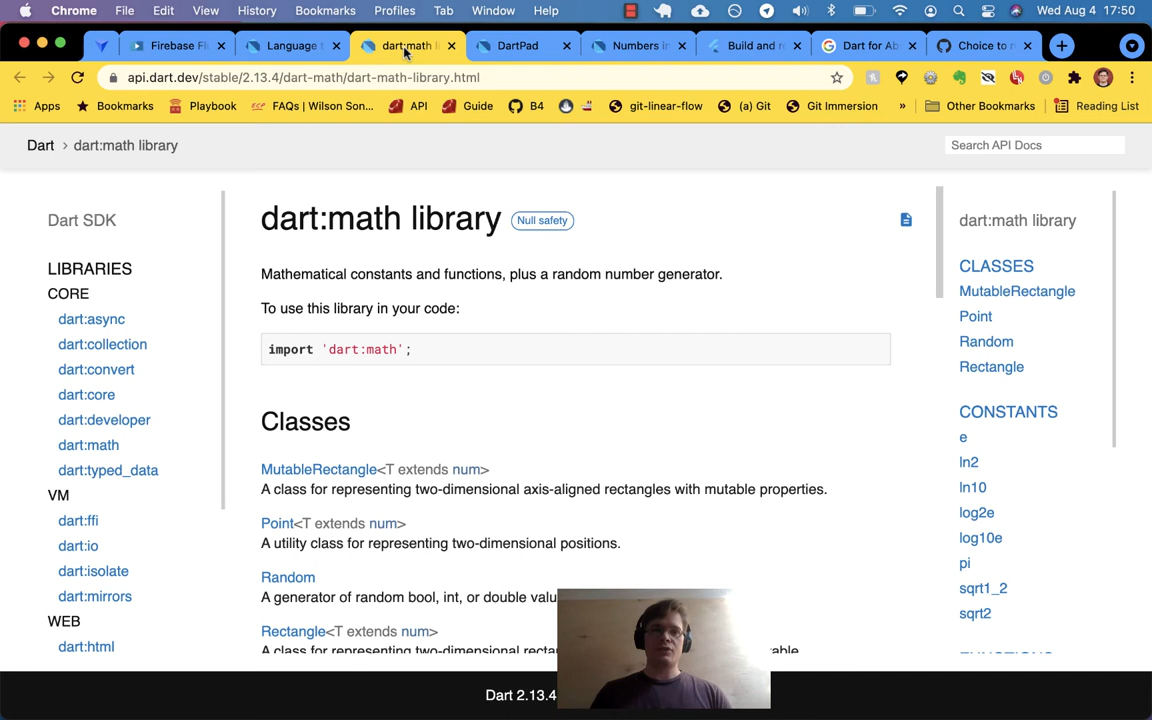 Chrome File Edit View History Bookmarks Profiles Tab Window Help Wed Aug 4 17:50
Firebase Fl Language t dart:math l DartPad Numbers in Build and re Dart for Ab Choice to r
api.dart.dev/stable/2.13.4/dart-math/dart-math-library.html
Apps Bookmarks Playbook FAQs | Wilson Son... API Guide B4 git-linear-flow (a) Git Git Immersion » Other Bookmarks Reading List
Dart › dart:math library
Search API Docs
Dart SDK
LIBRARIES
CORE
dart:async
dart:collection
dart:convert
dart:core
dart:developer
dart:math
dart:typed_data
VM
dart:ffi
dart:io
dart:isolate
dart:mirrors
WEB
dart:html
dart:math library Null safety
Mathematical constants and functions, plus a random number generator.
To use this library in your code:
import 'dart:math';
Classes
MutableRectangle<T extends num>
A class for representing two-dimensional axis-aligned rectangles with mutable properties.
Point<T extends num>
A utility class for representing two-dimensional positions.
Random
A generator of random bool, int, or double valu
Rectangle<T extends num>
A class for representing two-dimensional recta
dart:math library
CLASSES
MutableRectangle
Point
Random
Rectangle
CONSTANTS
e
ln2
ln10
log2e
log10e
pi
sqrt1_2
sqrt2
FUNCTIONS
Dart 2.13.4